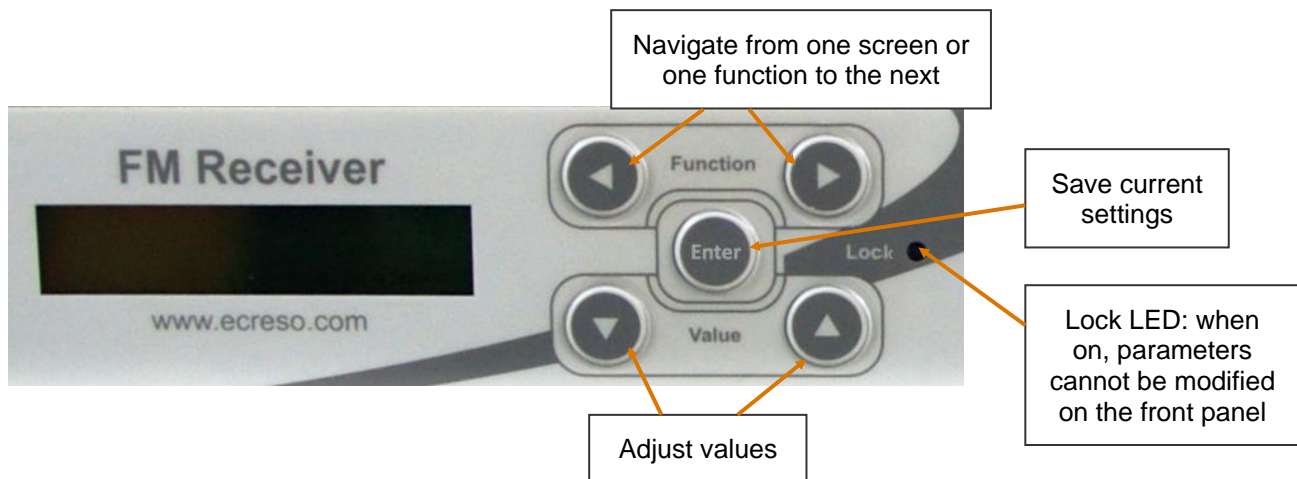 Navigate from one screen or
one function to the next
FM Receiver
Function
Save current
settings
Enter
Lock
www.ecreso.com
Value
Lock LED: when
on, parameters
cannot be modified
on the front panel
Adjust values